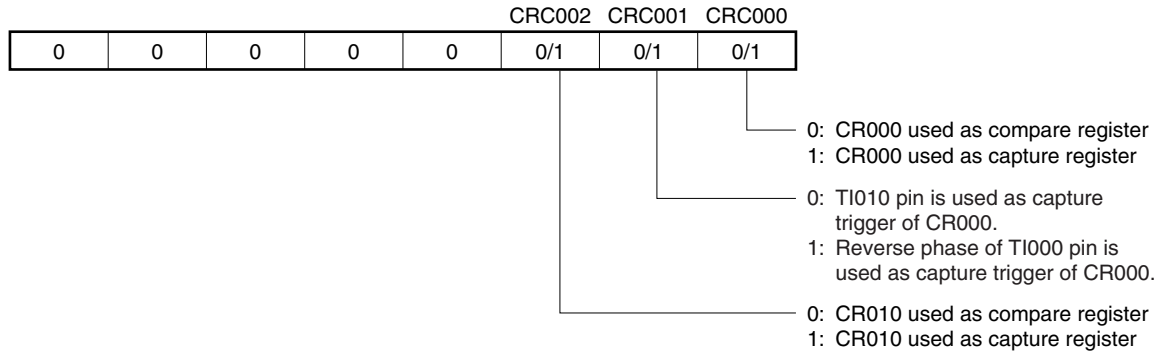 CRC002 CRC001 CRC000
0 0 0 0 0 0/1 0/1 0/1
0: CR000 used as compare register
1: CR000 used as capture register
0: TI010 pin is used as capture
trigger of CR000.
1: Reverse phase of TI000 pin is
used as capture trigger of CR000.
0: CR010 used as compare register
1: CR010 used as capture register